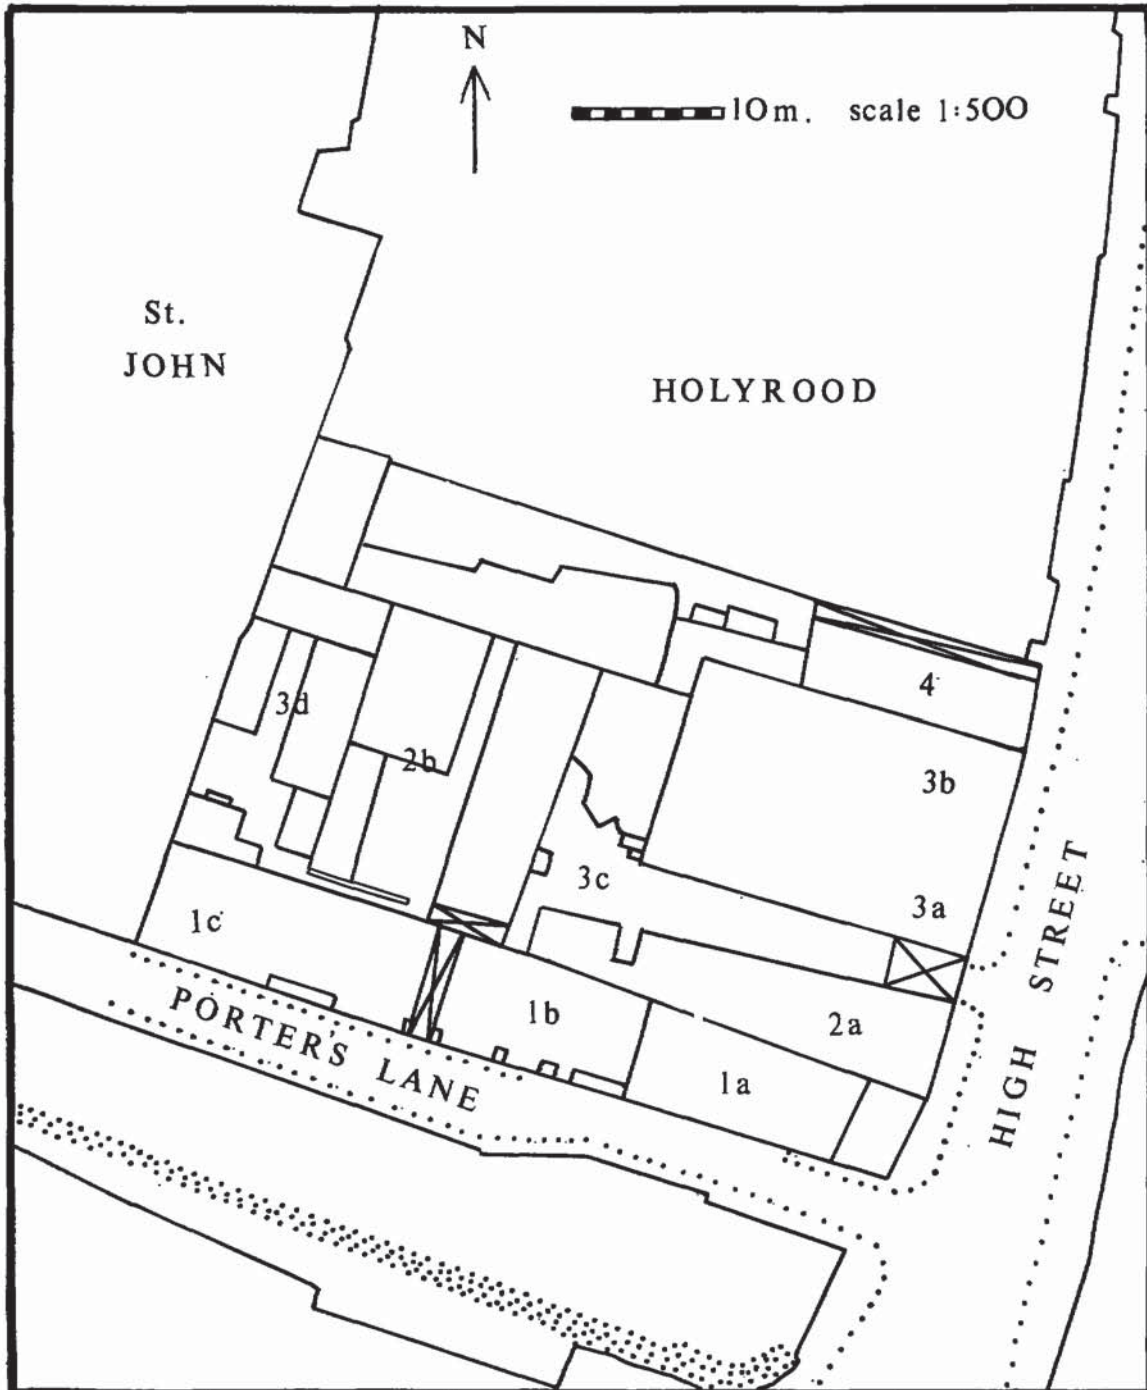 N
10m. scale 1:500
St.
JOHN
HOLYROOD
4
3d
2b
3b
3c
3a
1c
1b
2a
1a
PORTER'S LANE
HIGH STREET